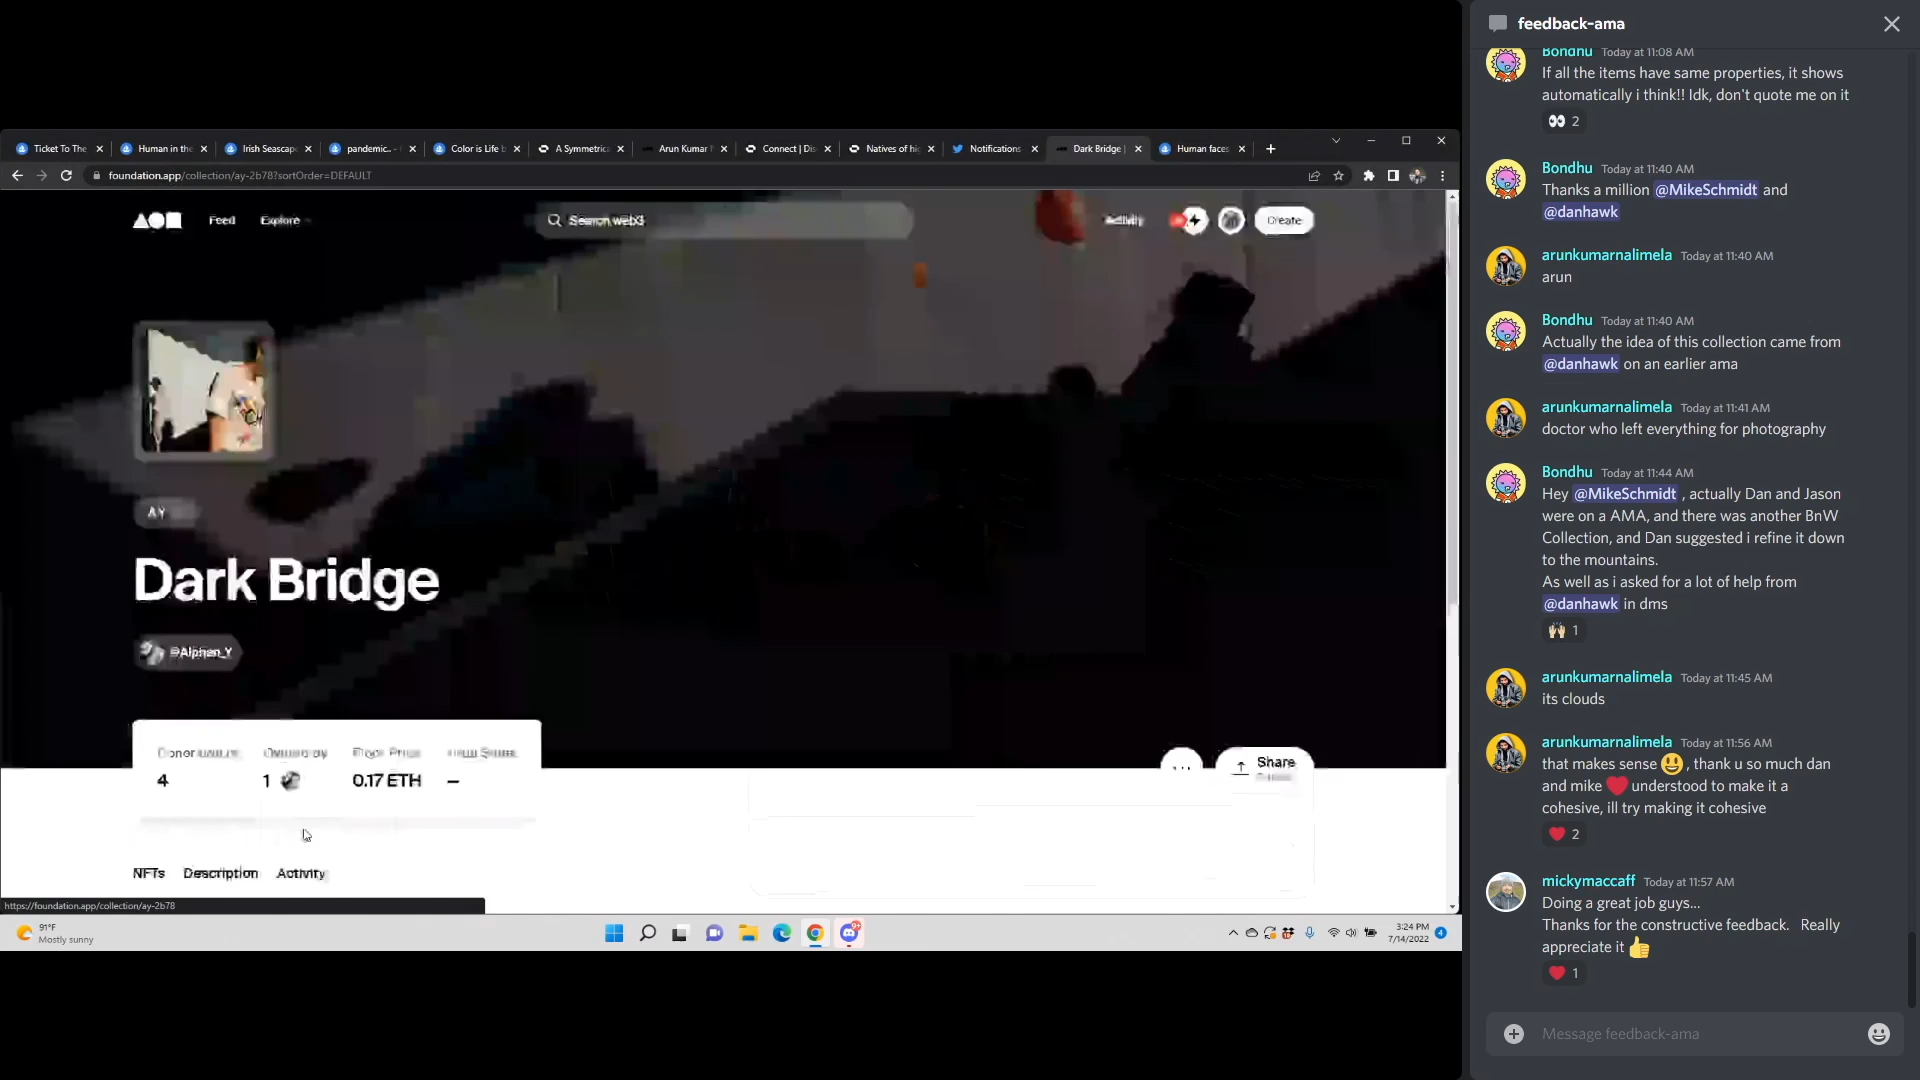 Ticket To The
Human in the
Irish Seascap
pandemic.. -
Color is Life b
A Symmetric
Arun Kumar
Connect | Dis
Natives of hig
Notifications
Dark Bridge |
Human faces
foundation.app/collection/ay-2b78?sortOrder=DEFAULT
Feed
Explore
Search web3
Activity
Create
AY
Dark Bridge
@Alphan_Y
Owned by
Floor Price
4
1
0.17 ETH
—
...
Share
NFTs
Description
Activity
https://foundation.app/collection/ay-2b78
91°F
Mostly sunny
3:24 PM
7/14/2022
4
feedback-ama
Bondhu Today at 11:08 AM
If all the items have same properties, it shows
automatically i think!! Idk, don't quote me on it
2
Bondhu Today at 11:40 AM
Thanks a million @MikeSchmidt and
@danhawk
arunkumarnalimela Today at 11:40 AM
arun
Bondhu Today at 11:40 AM
Actually the idea of this collection came from
@danhawk on an earlier ama
arunkumarnalimela Today at 11:41 AM
doctor who left everything for photography
Bondhu Today at 11:44 AM
Hey @MikeSchmidt , actually Dan and Jason
were on a AMA, and there was another BnW
Collection, and Dan suggested i refine it down
to the mountains.
As well as i asked for a lot of help from
@danhawk in dms
1
arunkumarnalimela Today at 11:45 AM
its clouds
arunkumarnalimela Today at 11:56 AM
that makes sense 😃 , thank u so much dan
and mike ❤️ understood to make it a
cohesive, ill try making it cohesive
2
mickymaccaff Today at 11:57 AM
Doing a great job guys...
Thanks for the constructive feedback. Really
appreciate it 👍
1
Message feedback-ama